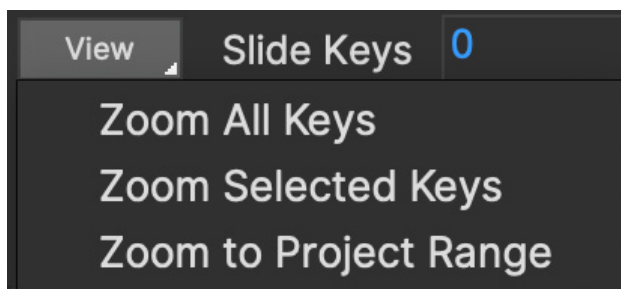 View Slide Keys 0
Zoom All Keys
Zoom Selected Keys
Zoom to Project Range